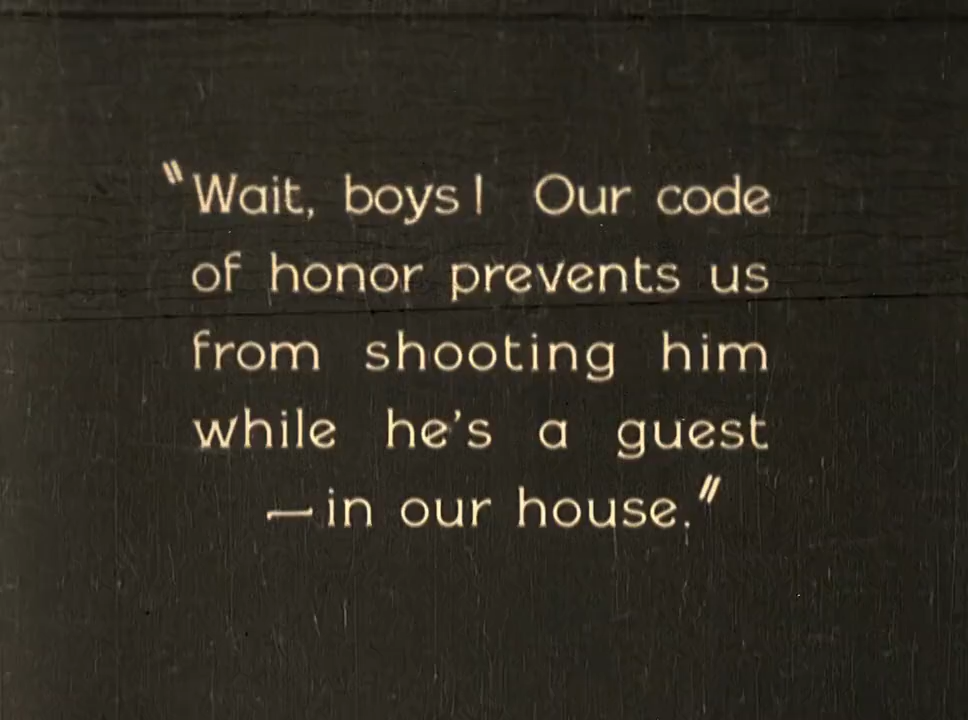 "Wait, boys! Our code
of honor prevents us
from shooting him
while he's a guest
—in our house."